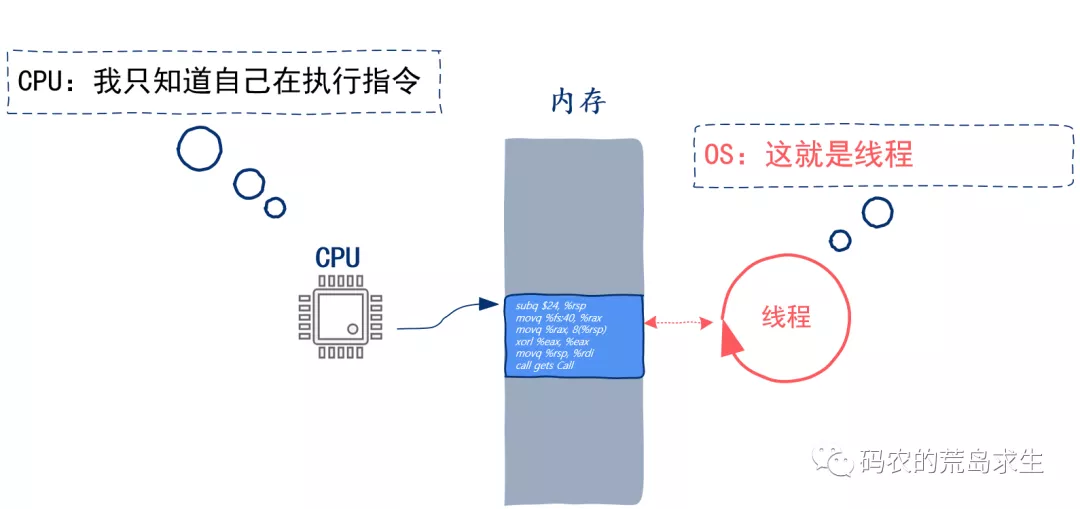 CPU：我只知道自己在执行指令
内存
OS：这就是线程
CPU
subq $24, %rsp
movq %fs:40, %rax
movq %rax, 8(%rsp)
xorl %eax, %eax
movq %rsp, %rdi
call gets Call
线程
码农的荒岛求生